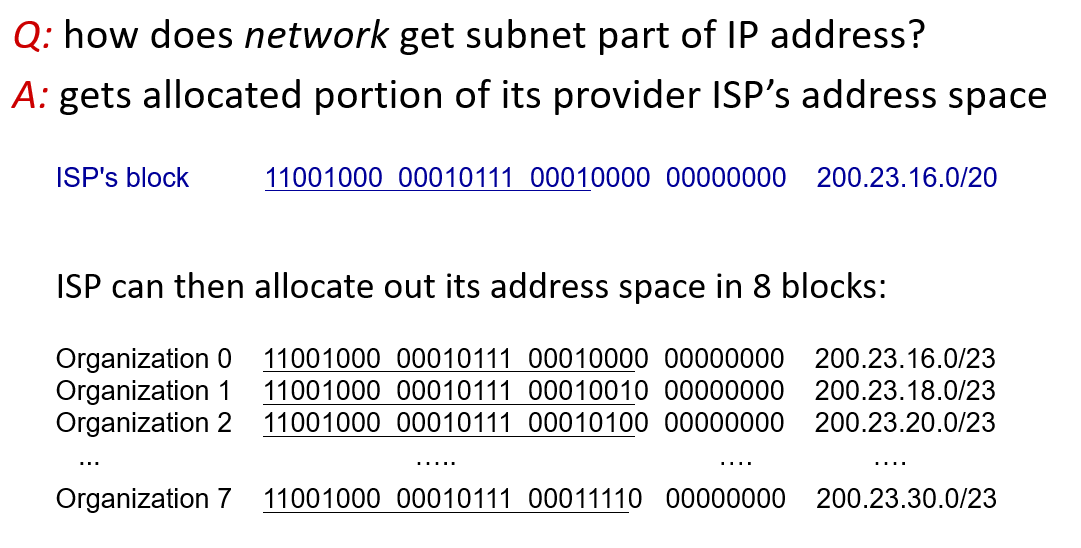 Q: how does network get subnet part of IP address?
A: gets allocated portion of its provider ISP’s address space
ISP's block 11001000 00010111 00010000 00000000 200.23.16.0/20
ISP can then allocate out its address space in 8 blocks:
Organization 0 11001000 00010111 00010000 00000000 200.23.16.0/23
Organization 1 11001000 00010111 00010010 00000000 200.23.18.0/23
Organization 2 11001000 00010111 00010100 00000000 200.23.20.0/23
... ..... .... ....
Organization 7 11001000 00010111 00011110 00000000 200.23.30.0/23